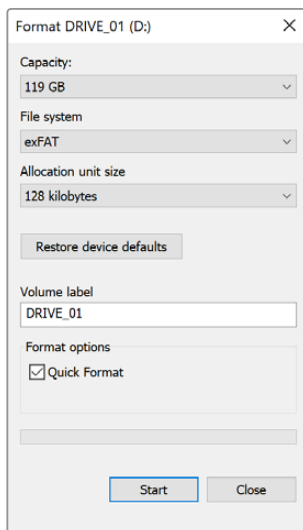 Format DRIVE_01 (D:)
Capacity:
119 GB
File system
exFAT
Allocation unit size
128 kilobytes
Restore device defaults
Volume label
DRIVE_01
Format options
Quick Format
Start Close